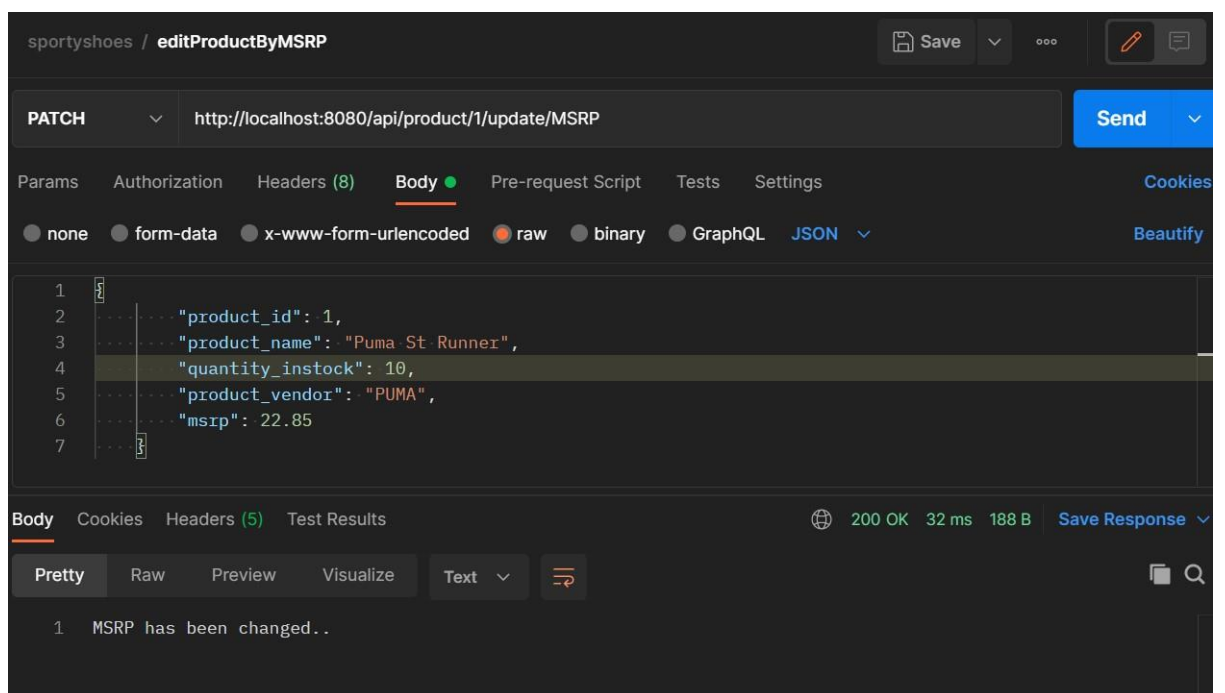 sportyshoes / editProductByMSRP Save ooo
PATCH http://localhost:8080/api/product/1/update/MSRP Send
Params Authorization Headers (8) Body Pre-request Script Tests Settings Cookies
none form-data x-www-form-urlencoded raw binary GraphQL JSON Beautify
1 {
2 "product_id": 1,
3 "product_name": "Puma St Runner",
4 "quantity_instock": 10,
5 "product_vendor": "PUMA",
6 "msrp": 22.85
7 }
Body Cookies Headers (5) Test Results 200 OK 32 ms 188 B Save Response
Pretty Raw Preview Visualize Text
1 MSRP has been changed..